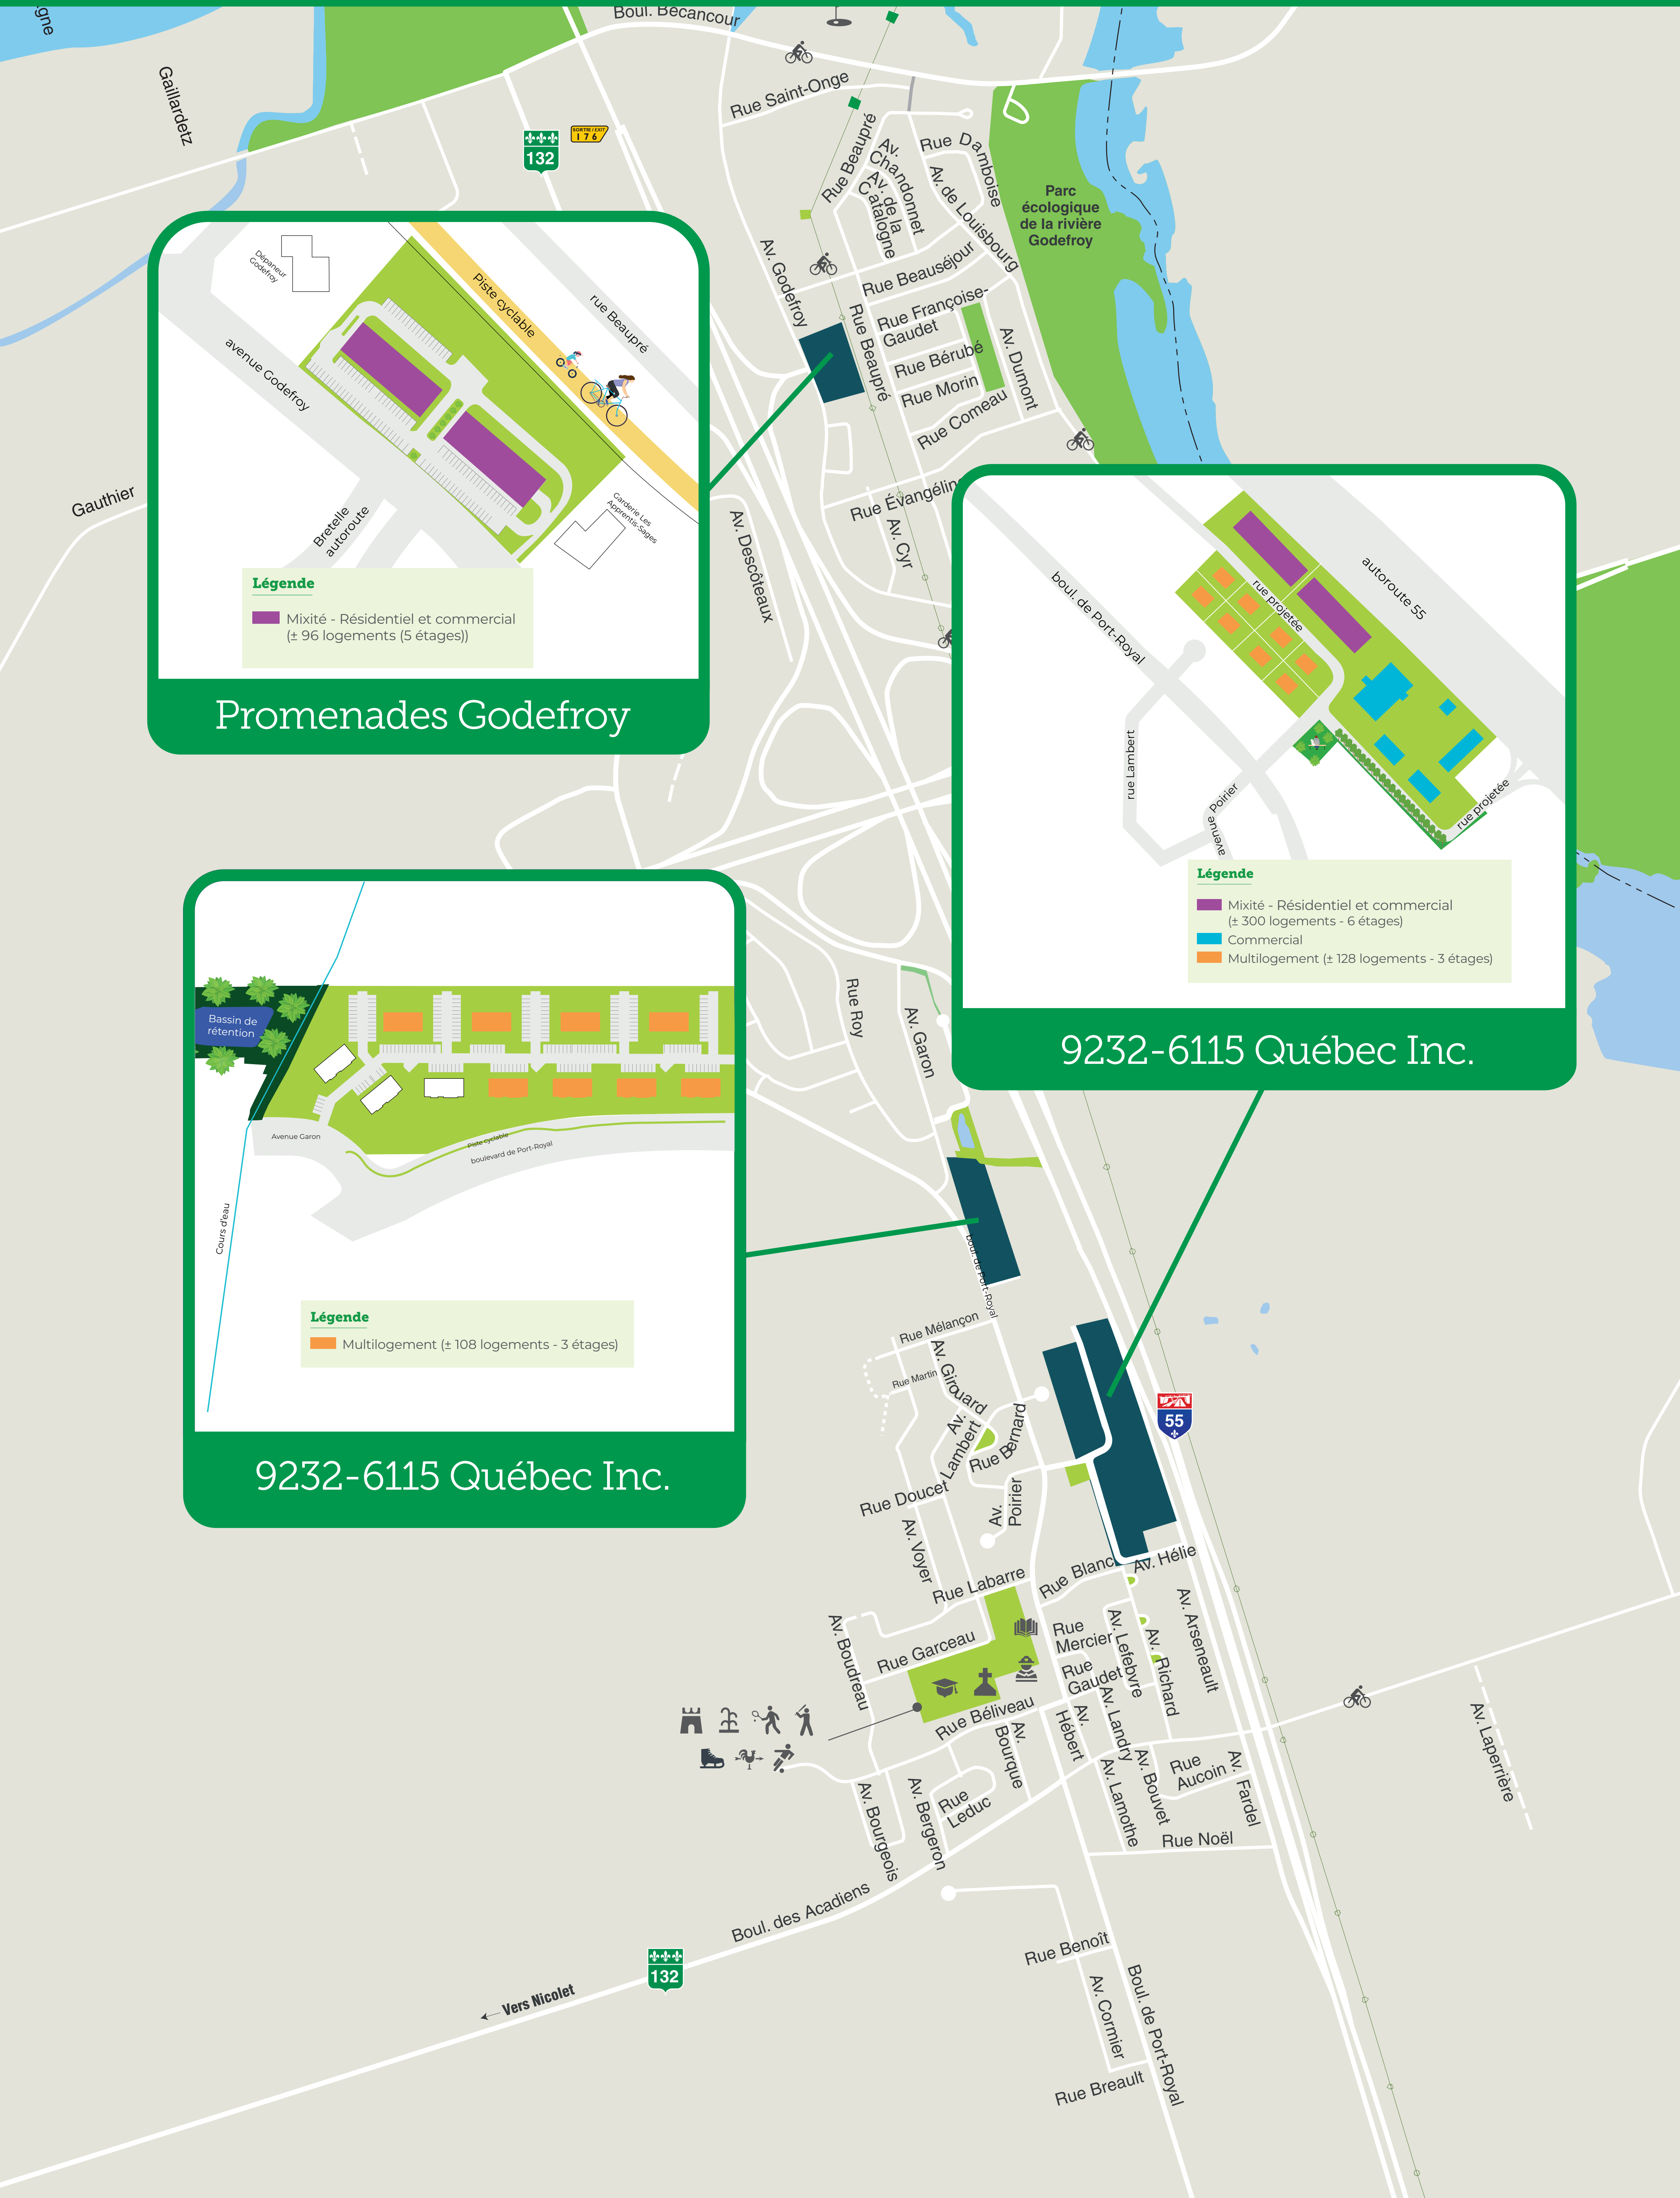 gne
Gaillardetz
Boul. Bécancour
Rue Saint-Onge
132
SORTIE / EXIT
176
Rue Beaupré
Av.
Chandonnet
Av. de la
Catalogne
Rue Damboise
Av. de Louisbourg
Parc
écologique
de la rivière
Godefroy
Av. Godefroy
Rue Beauséjour
Rue Beaupré
Rue Françoise-
Gaudet
Rue Bérubé
Rue Morin
Rue Comeau
Av. Dumont
Gauthier
Rue Évangéline
Av. Cyr
Av. Descôteaux
Dépaneur
Godefroy
Piste cyclable
rue Beaupré
avenue Godefroy
Bretelle
autoroute
Garderie Les
Apprentis-Sages
Légende
Mixité - Résidentiel et commercial
(± 96 logements (5 étages))
Promenades Godefroy
boul. de Port-Royal
autoroute 55
rue projetée
rue Lambert
avenue Poirier
rue projetée
Légende
Mixité - Résidentiel et commercial
(± 300 logements - 6 étages)
Commercial
Multilogement (± 128 logements - 3 étages)
9232-6115 Québec Inc.
Bassin de
rétention
Avenue Garon
Piste cyclable
boulevard de Port-Royal
Cours d'eau
Légende
Multilogement (± 108 logements - 3 étages)
9232-6115 Québec Inc.
Rue Roy
Av. Garon
boul. de Port-Royal
Rue Mélançon
Av. Girouard
Rue Martin
Av.
Lambert
Rue Bernard
55
Rue Doucet
Av.
Poirier
Av. Voyer
Rue Labarre
Rue Blanc
Av. Hélie
Av. Boudreau
Rue Garceau
Rue
Mercier
Av. Lefebvre
Av. Richard
Av. Arseneault
Rue
Gaudet
Rue Béliveau
Av.
Bourque
Av.
Hébert
Av. Landry
Av. Lamothe
Av. Bouvet
Rue
Aucoin
Av. Fardel
Av. Laperrière
Av. Bourgeois
Av. Bergeron
Rue
Leduc
Rue Noël
Boul. des Acadiens
132
Vers Nicolet
Rue Benoît
Av. Cormier
Boul. de Port-Royal
Rue Breault